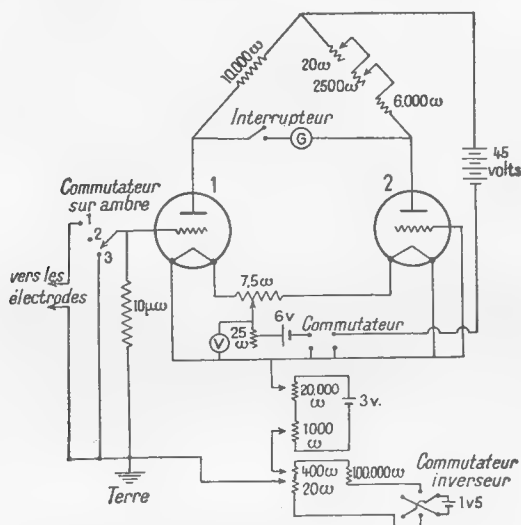 10.000ω
20ω
2500ω
6.000ω
Interrupteur
G
45
volts
Commutateur
sur ambre
1
2
1
2
3
vers les
électrodes
10μω
7,5ω
6v
Commutateur
V
25
ω
20.000
ω
3v.
1000
ω
400ω
100.000ω
20ω
Commutateur
inverseur
1v5
Terre